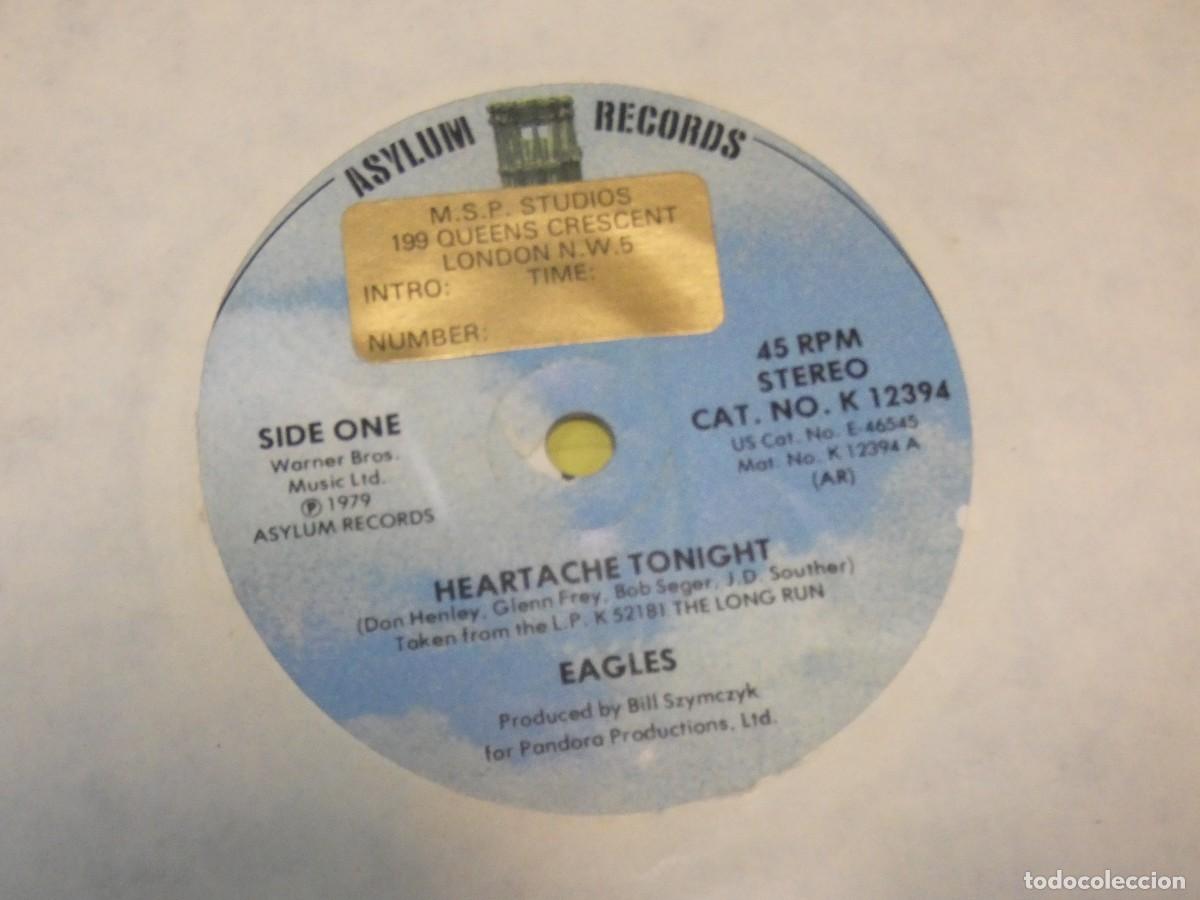 ASYLUM RECORDS
M.S.P. STUDIOS
199 QUEENS CRESCENT
LONDON N.W.5
INTRO: TIME:
NUMBER:
SIDE ONE
Warner Bros.
Music Ltd.
Ⓟ 1979
ASYLUM RECORDS
45 RPM
STEREO
CAT. NO. K 12394
US Cat. No. E-46545
Mat. No. K 12394 A
(AR)
HEARTACHE TONIGHT
(Don Henley, Glenn Frey, Bob Seger, J.D. Souther)
Taken from the L.P. K 52181 THE LONG RUN
EAGLES
Produced by Bill Szymczyk
for Pandora Productions, Ltd.
todocoleccion